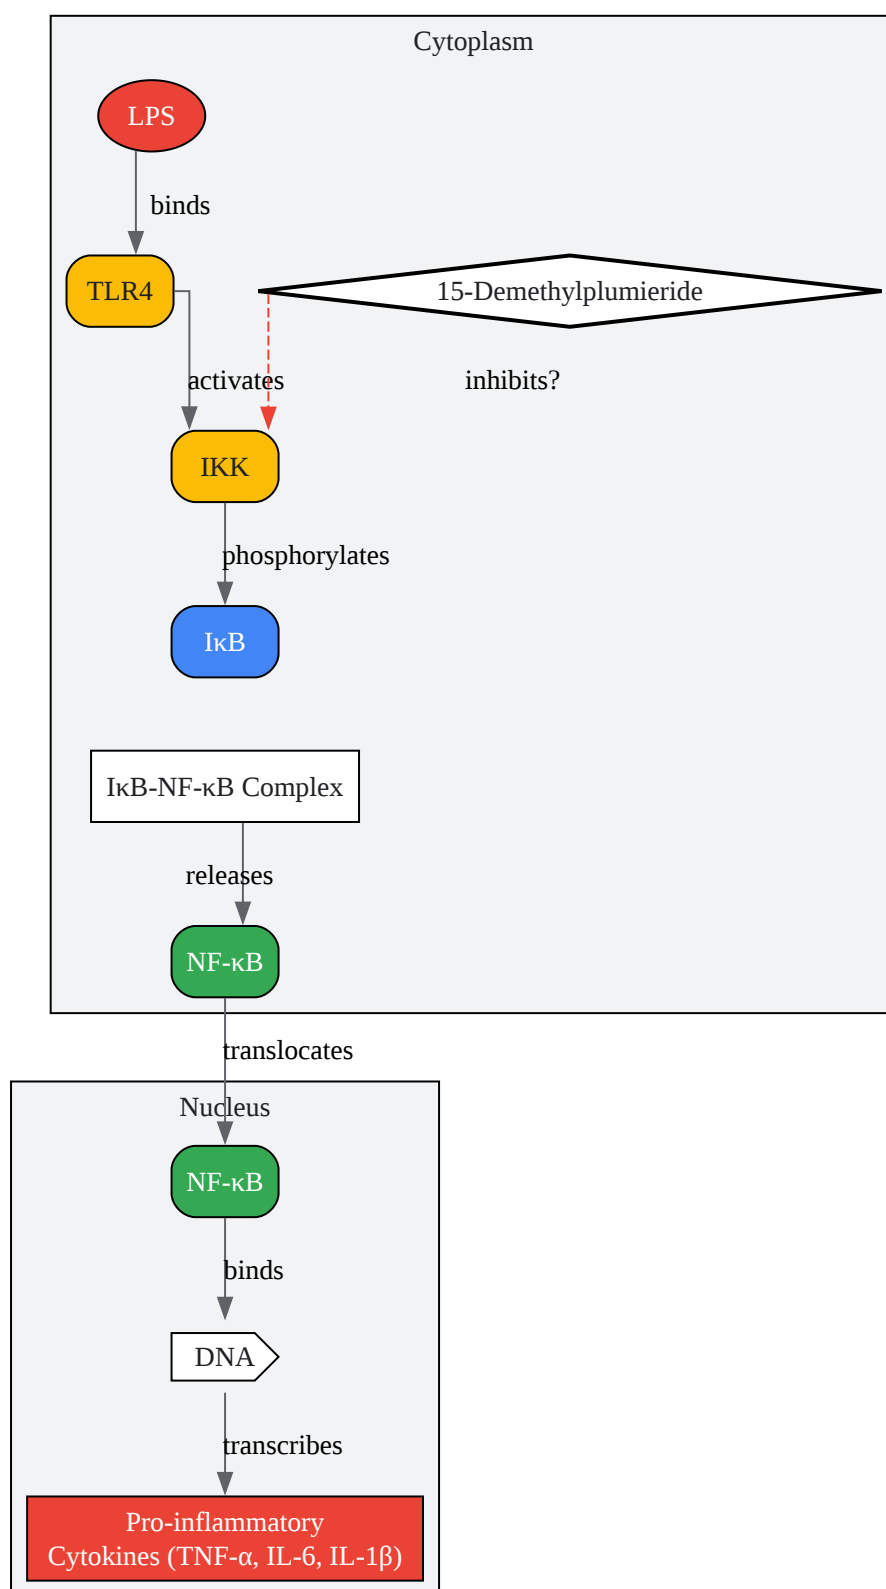 Cytoplasm
LPS
binds
TLR4
15-Demethylplumieride
activates
inhibits?
IKK
phosphorylates
IκB
IκB-NF-κB Complex
releases
NF-κB
translocates
Nucleus
NF-κB
binds
DNA
transcribes
Pro-inflammatory
Cytokines (TNF-α, IL-6, IL-1β)